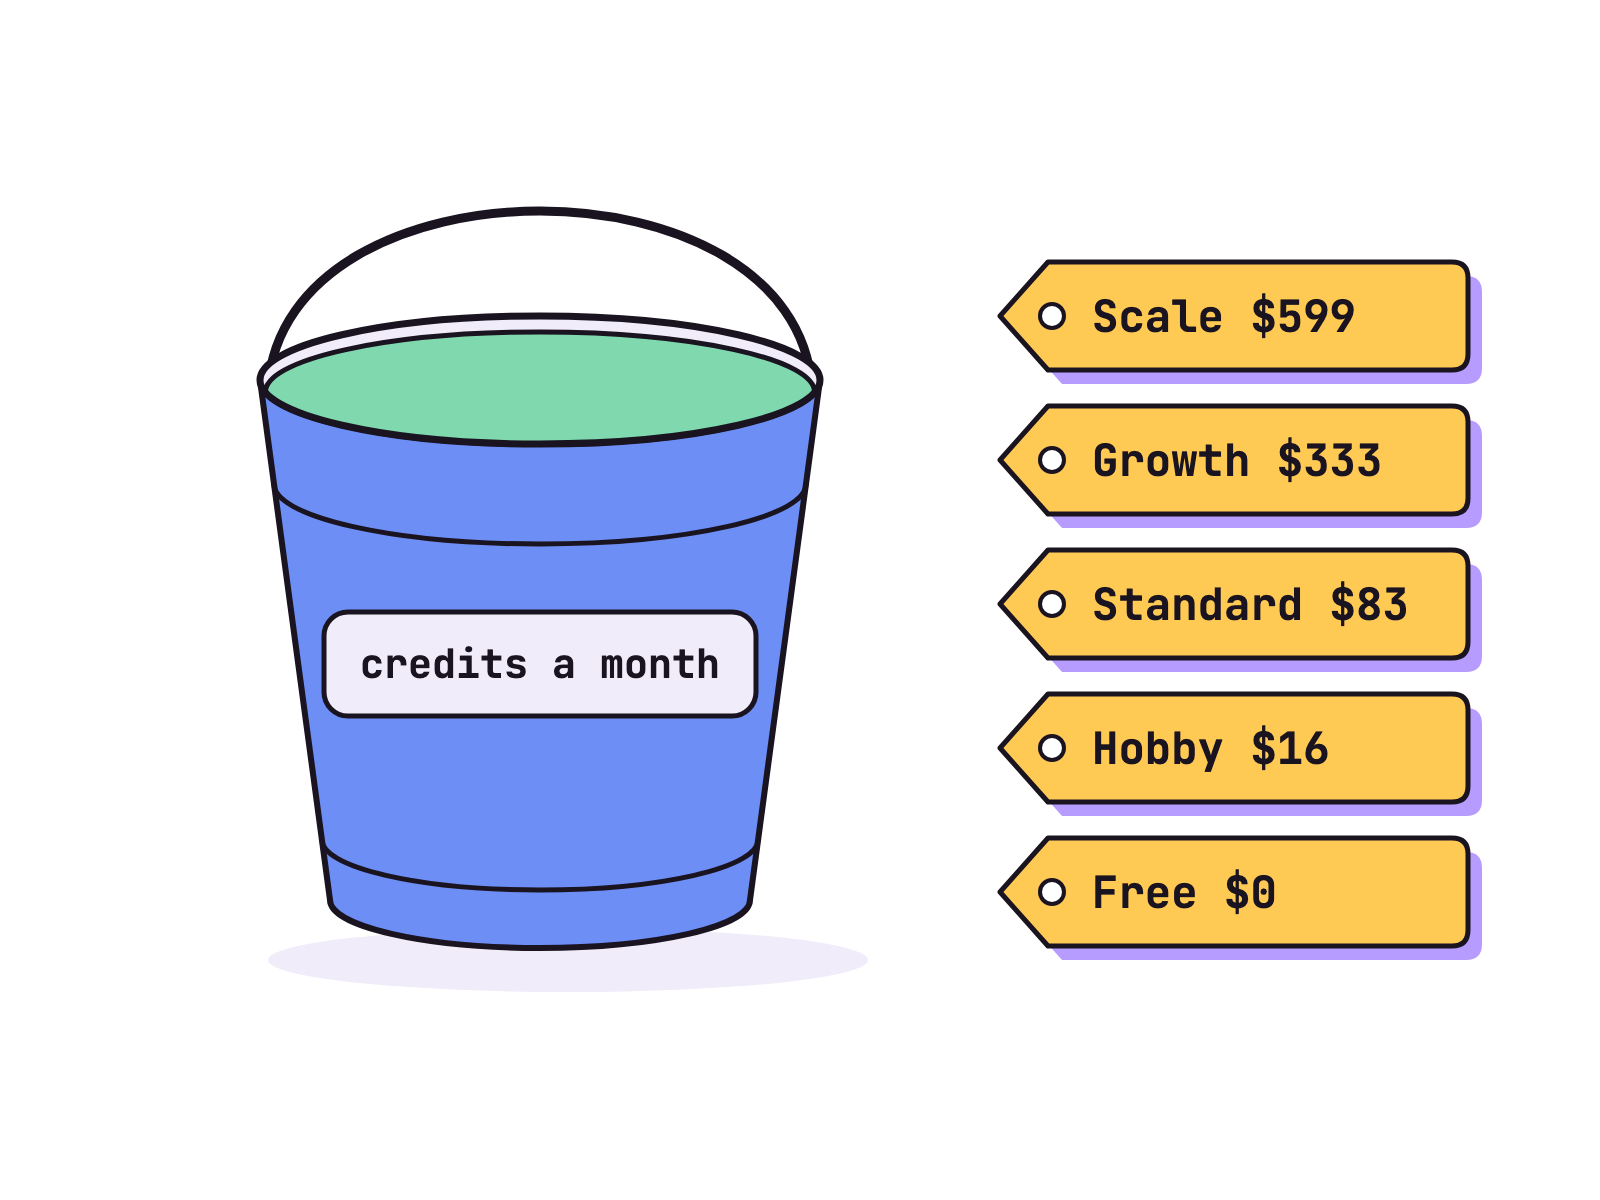 credits a month
Scale $599
Growth $333
Standard $83
Hobby $16
Free $0